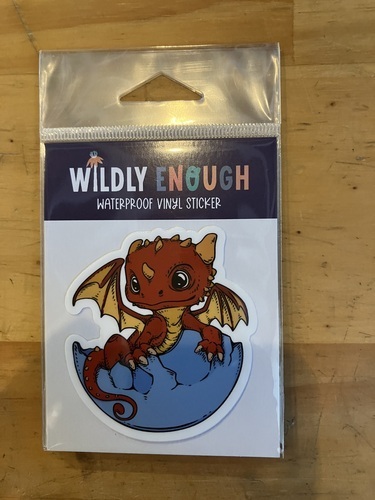 WILDLY ENOUGH
WATERPROOF VINYL STICKER